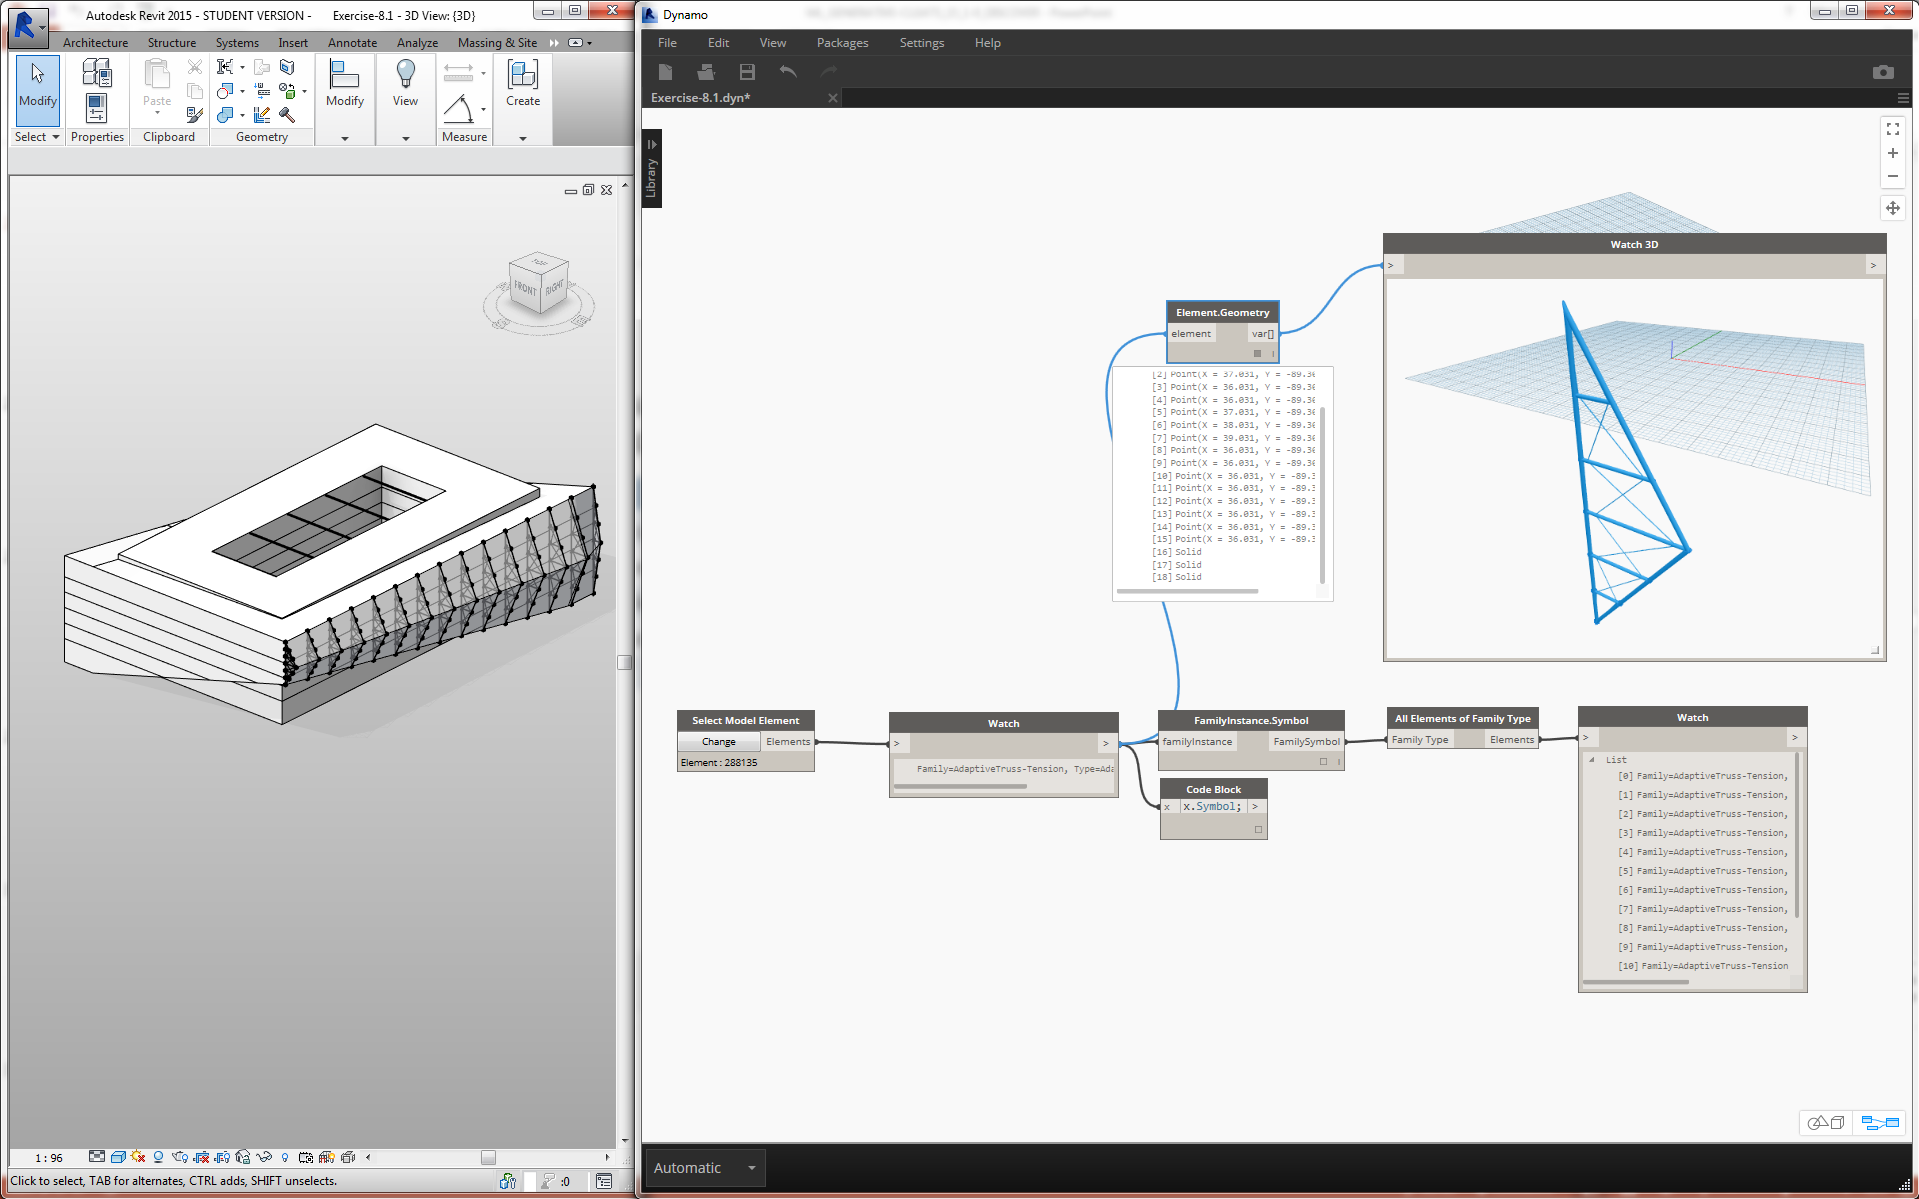 Autodesk Revit 2015 - STUDENT VERSION - Exercise-8.1 - 3D View: {3D}
Architecture Structure Systems Insert Annotate Analyze Massing & Site
Modify Paste Modify View Create
Select Properties Clipboard Geometry Measure
TOP
FRONT RIGHT
1 : 96
Click to select, TAB for alternates, CTRL adds, SHIFT unselects.
:0
Dynamo
File Edit View Packages Settings Help
Exercise-8.1.dyn*
Library
Watch 3D
> >
Element.Geometry
element var[]
[2] Point(X = 37.031, Y = -89.36
[3] Point(X = 36.031, Y = -89.36
[4] Point(X = 36.031, Y = -89.36
[5] Point(X = 37.031, Y = -89.36
[6] Point(X = 38.031, Y = -89.36
[7] Point(X = 39.031, Y = -89.36
[8] Point(X = 36.031, Y = -89.36
[9] Point(X = 36.031, Y = -89.36
[10] Point(X = 36.031, Y = -89.3
[11] Point(X = 36.031, Y = -89.3
[12] Point(X = 36.031, Y = -89.3
[13] Point(X = 36.031, Y = -89.3
[14] Point(X = 36.031, Y = -89.3
[15] Point(X = 36.031, Y = -89.3
[16] Solid
[17] Solid
[18] Solid
Select Model Element
Change Elements
Element : 288135
Watch
> >
Family=AdaptiveTruss-Tension, Type=Ada
FamilyInstance.Symbol
familyInstance FamilySymbol
Code Block
x x.Symbol; >
All Elements of Family Type
Family Type Elements
Watch
> >
List
[0] Family=AdaptiveTruss-Tension,
[1] Family=AdaptiveTruss-Tension,
[2] Family=AdaptiveTruss-Tension,
[3] Family=AdaptiveTruss-Tension,
[4] Family=AdaptiveTruss-Tension,
[5] Family=AdaptiveTruss-Tension,
[6] Family=AdaptiveTruss-Tension,
[7] Family=AdaptiveTruss-Tension,
[8] Family=AdaptiveTruss-Tension,
[9] Family=AdaptiveTruss-Tension,
[10] Family=AdaptiveTruss-Tension
Automatic